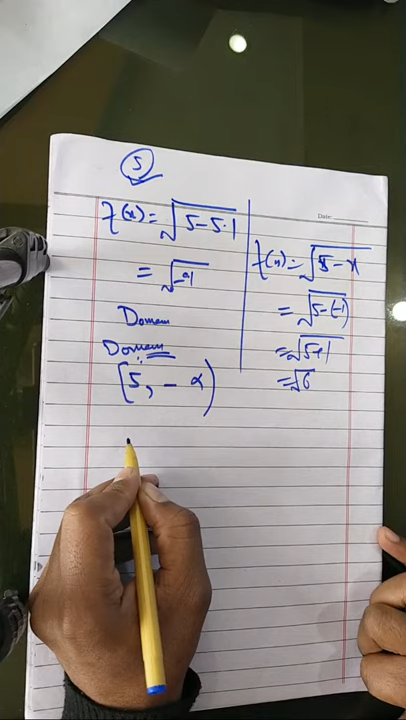 5
Date:
f(x) = √5-5.1
= √-.1
Domain
Domain:
[5, -α)
f(x) = √5-x
= √5-(-1)
= √5+1
= √6